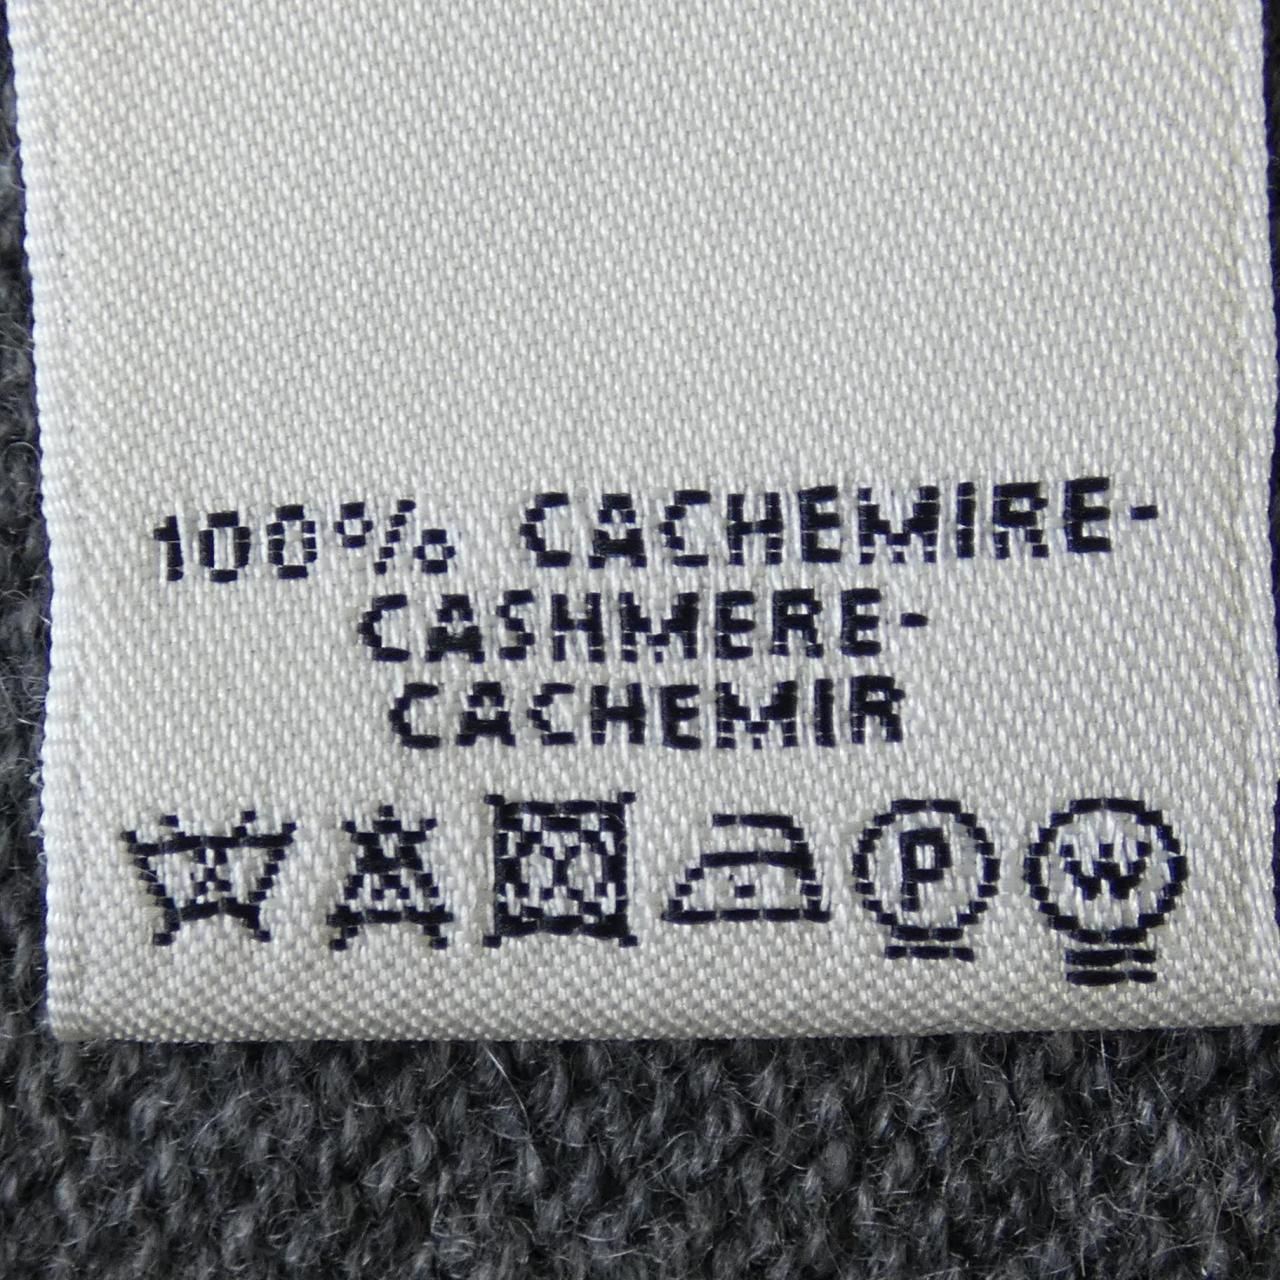 100% CACHEMIRE-
CASHMERE-
CACHEMIR
P W